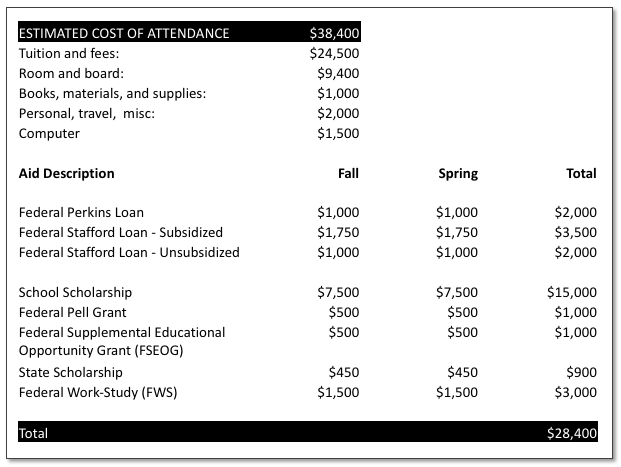 ESTIMATED COST OF ATTENDANCE $38,400
Tuition and fees: $24,500
Room and board: $9,400
Books, materials, and supplies: $1,000
Personal, travel,  misc: $2,000
Computer $1,500
Aid Description Fall Spring Total
Federal Perkins Loan $1,000 $1,000 $2,000
Federal Stafford Loan - Subsidized $1,750 $1,750 $3,500
Federal Stafford Loan - Unsubsidized $1,000 $1,000 $2,000
School Scholarship $7,500 $7,500 $15,000
Federal Pell Grant $500 $500 $1,000
Federal Supplemental Educational $500 $500 $1,000
Opportunity Grant (FSEOG)
State Scholarship $450 $450 $900
Federal Work-Study (FWS) $1,500 $1,500 $3,000
Total $28,400